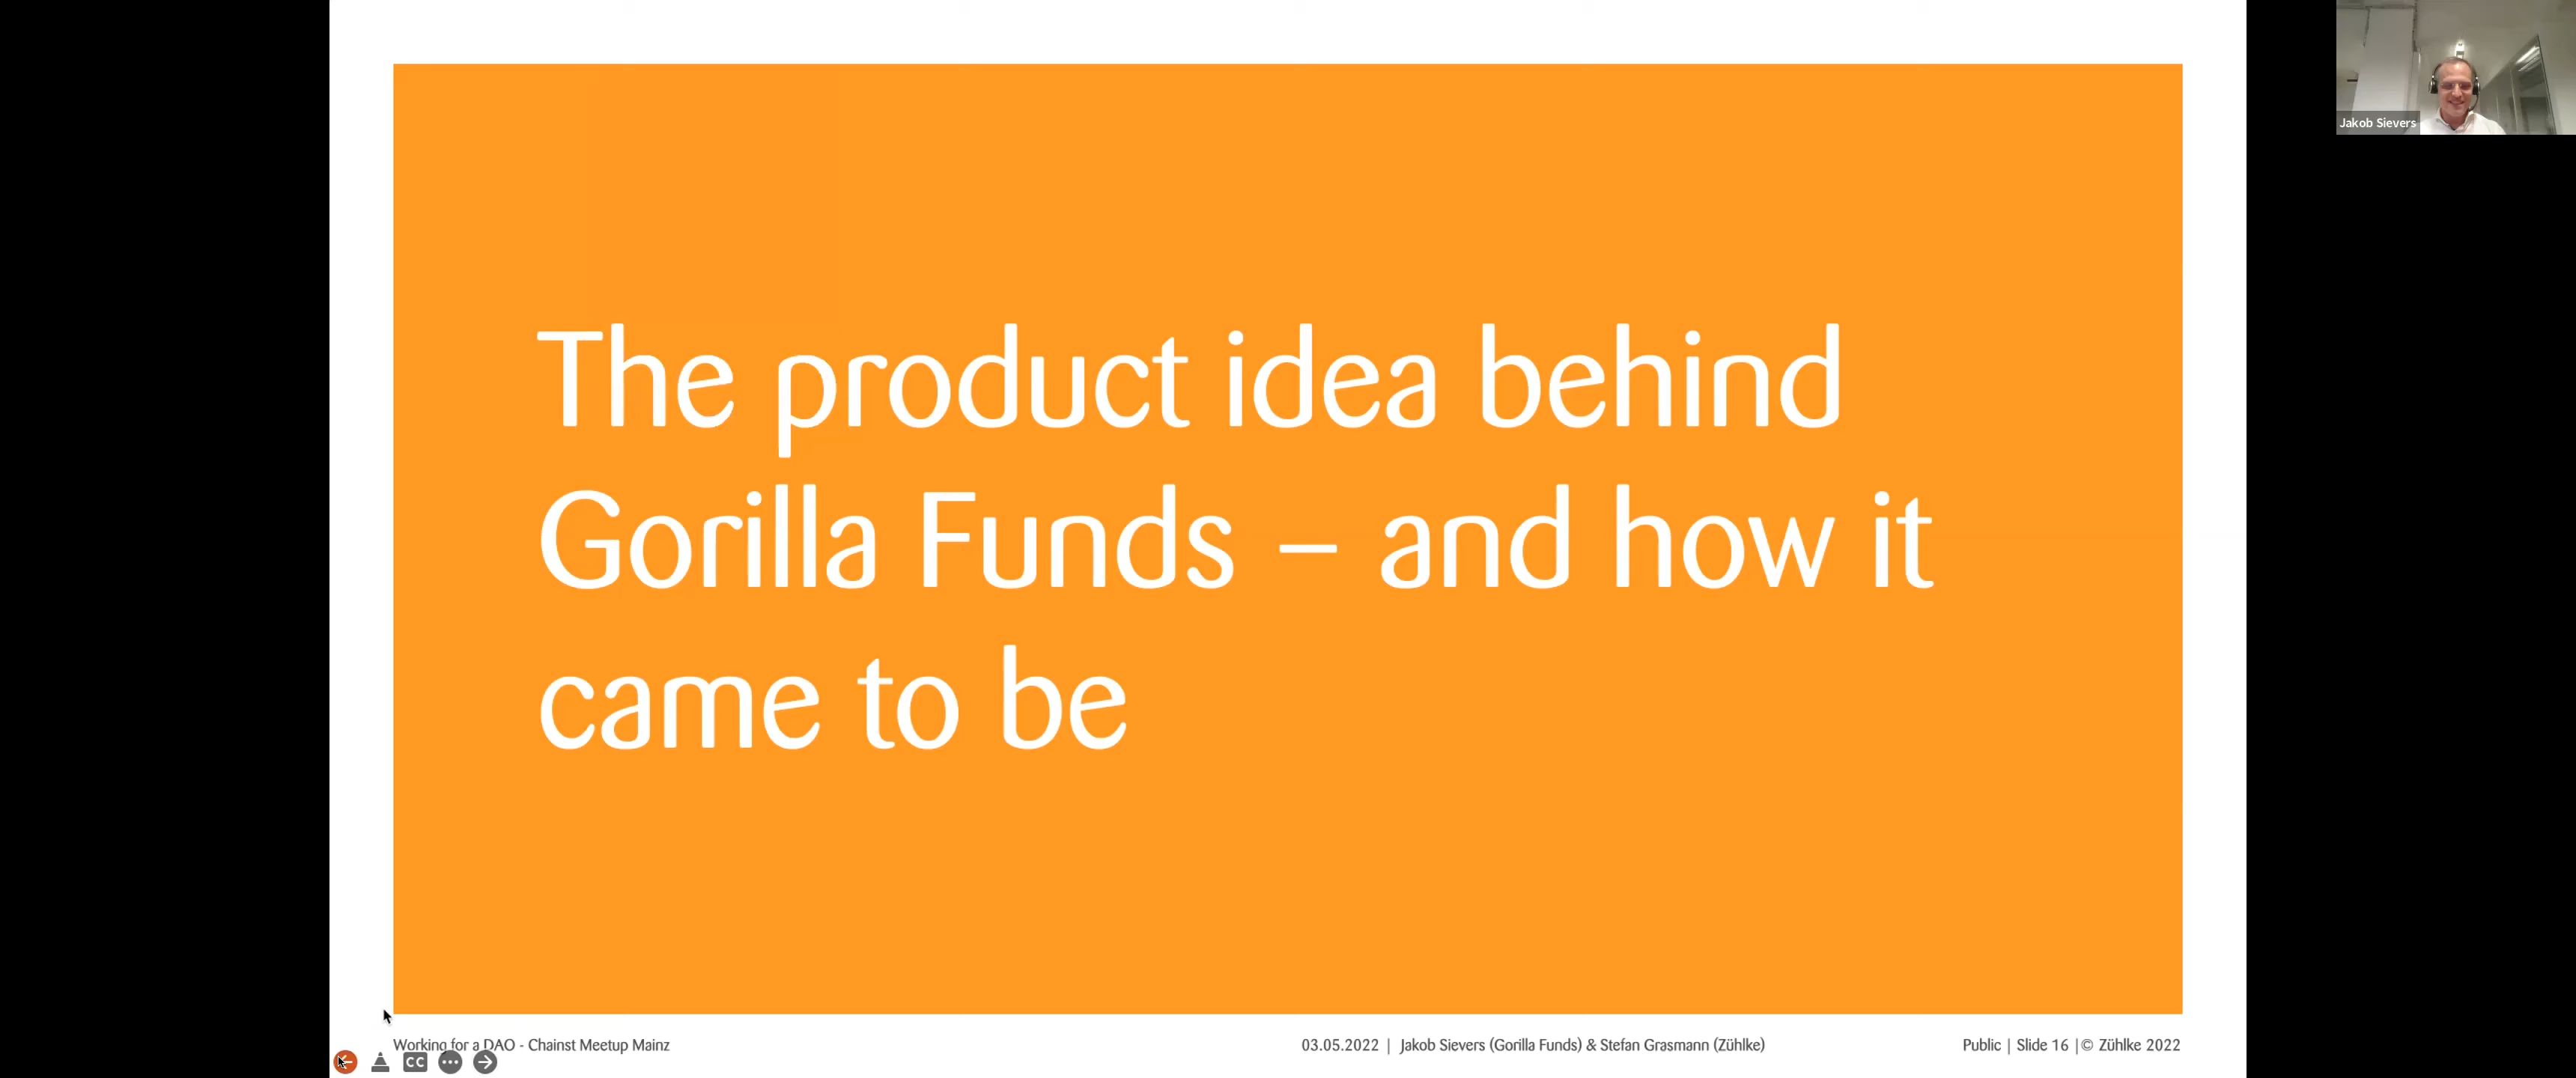 Jakob Sievers
The product idea behind
Gorilla Funds – and how it
came to be
Working for a DAO - Chainst Meetup Mainz
03.05.2022 | Jakob Sievers (Gorilla Funds) & Stefan Grasmann (Zühlke)
Public | Slide 16 | © Zühlke 2022
CC